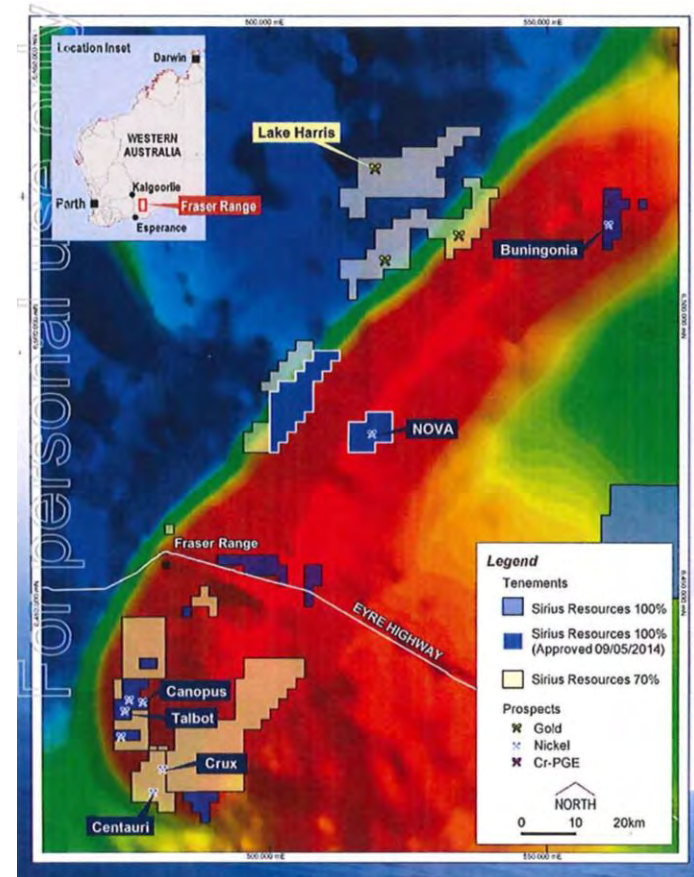 For personal use only
500,000 mE
550,000 mE
Location Inset
Darwin
WESTERN
AUSTRALIA
Kalgoorlie
Perth
Fraser Range
Esperance
Lake Harris
Buningonia
NOVA
Fraser Range
EYRE HIGHWAY
Canopus
Talbot
Crux
Centauri
Legend
Tenements
Sirius Resources 100%
Sirius Resources 100%
(Approved 09/05/2014)
Sirius Resources 70%
Prospects
Gold
Nickel
Cr-PGE
NORTH
0 10 20km
500,000 mE
550,000 mE